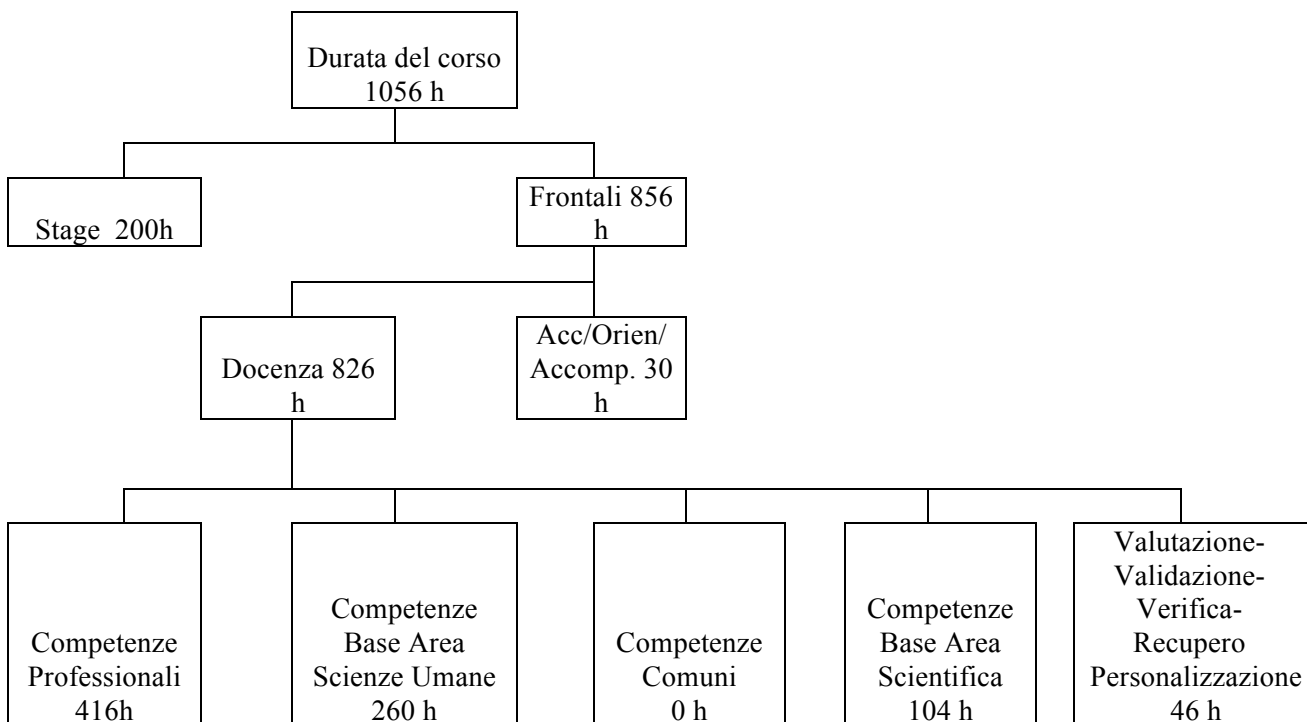 Durata del corso
1056 h
Stage 200h
Frontali 856
h
Docenza 826
h
Acc/Orien/
Accomp. 30
h
Competenze
Professionali
416h
Competenze
Base Area
Scienze Umane
260 h
Competenze
Comuni
0 h
Competenze
Base Area
Scientifica
104 h
Valutazione-
Validazione-
Verifica-
Recupero
Personalizzazione
46 h